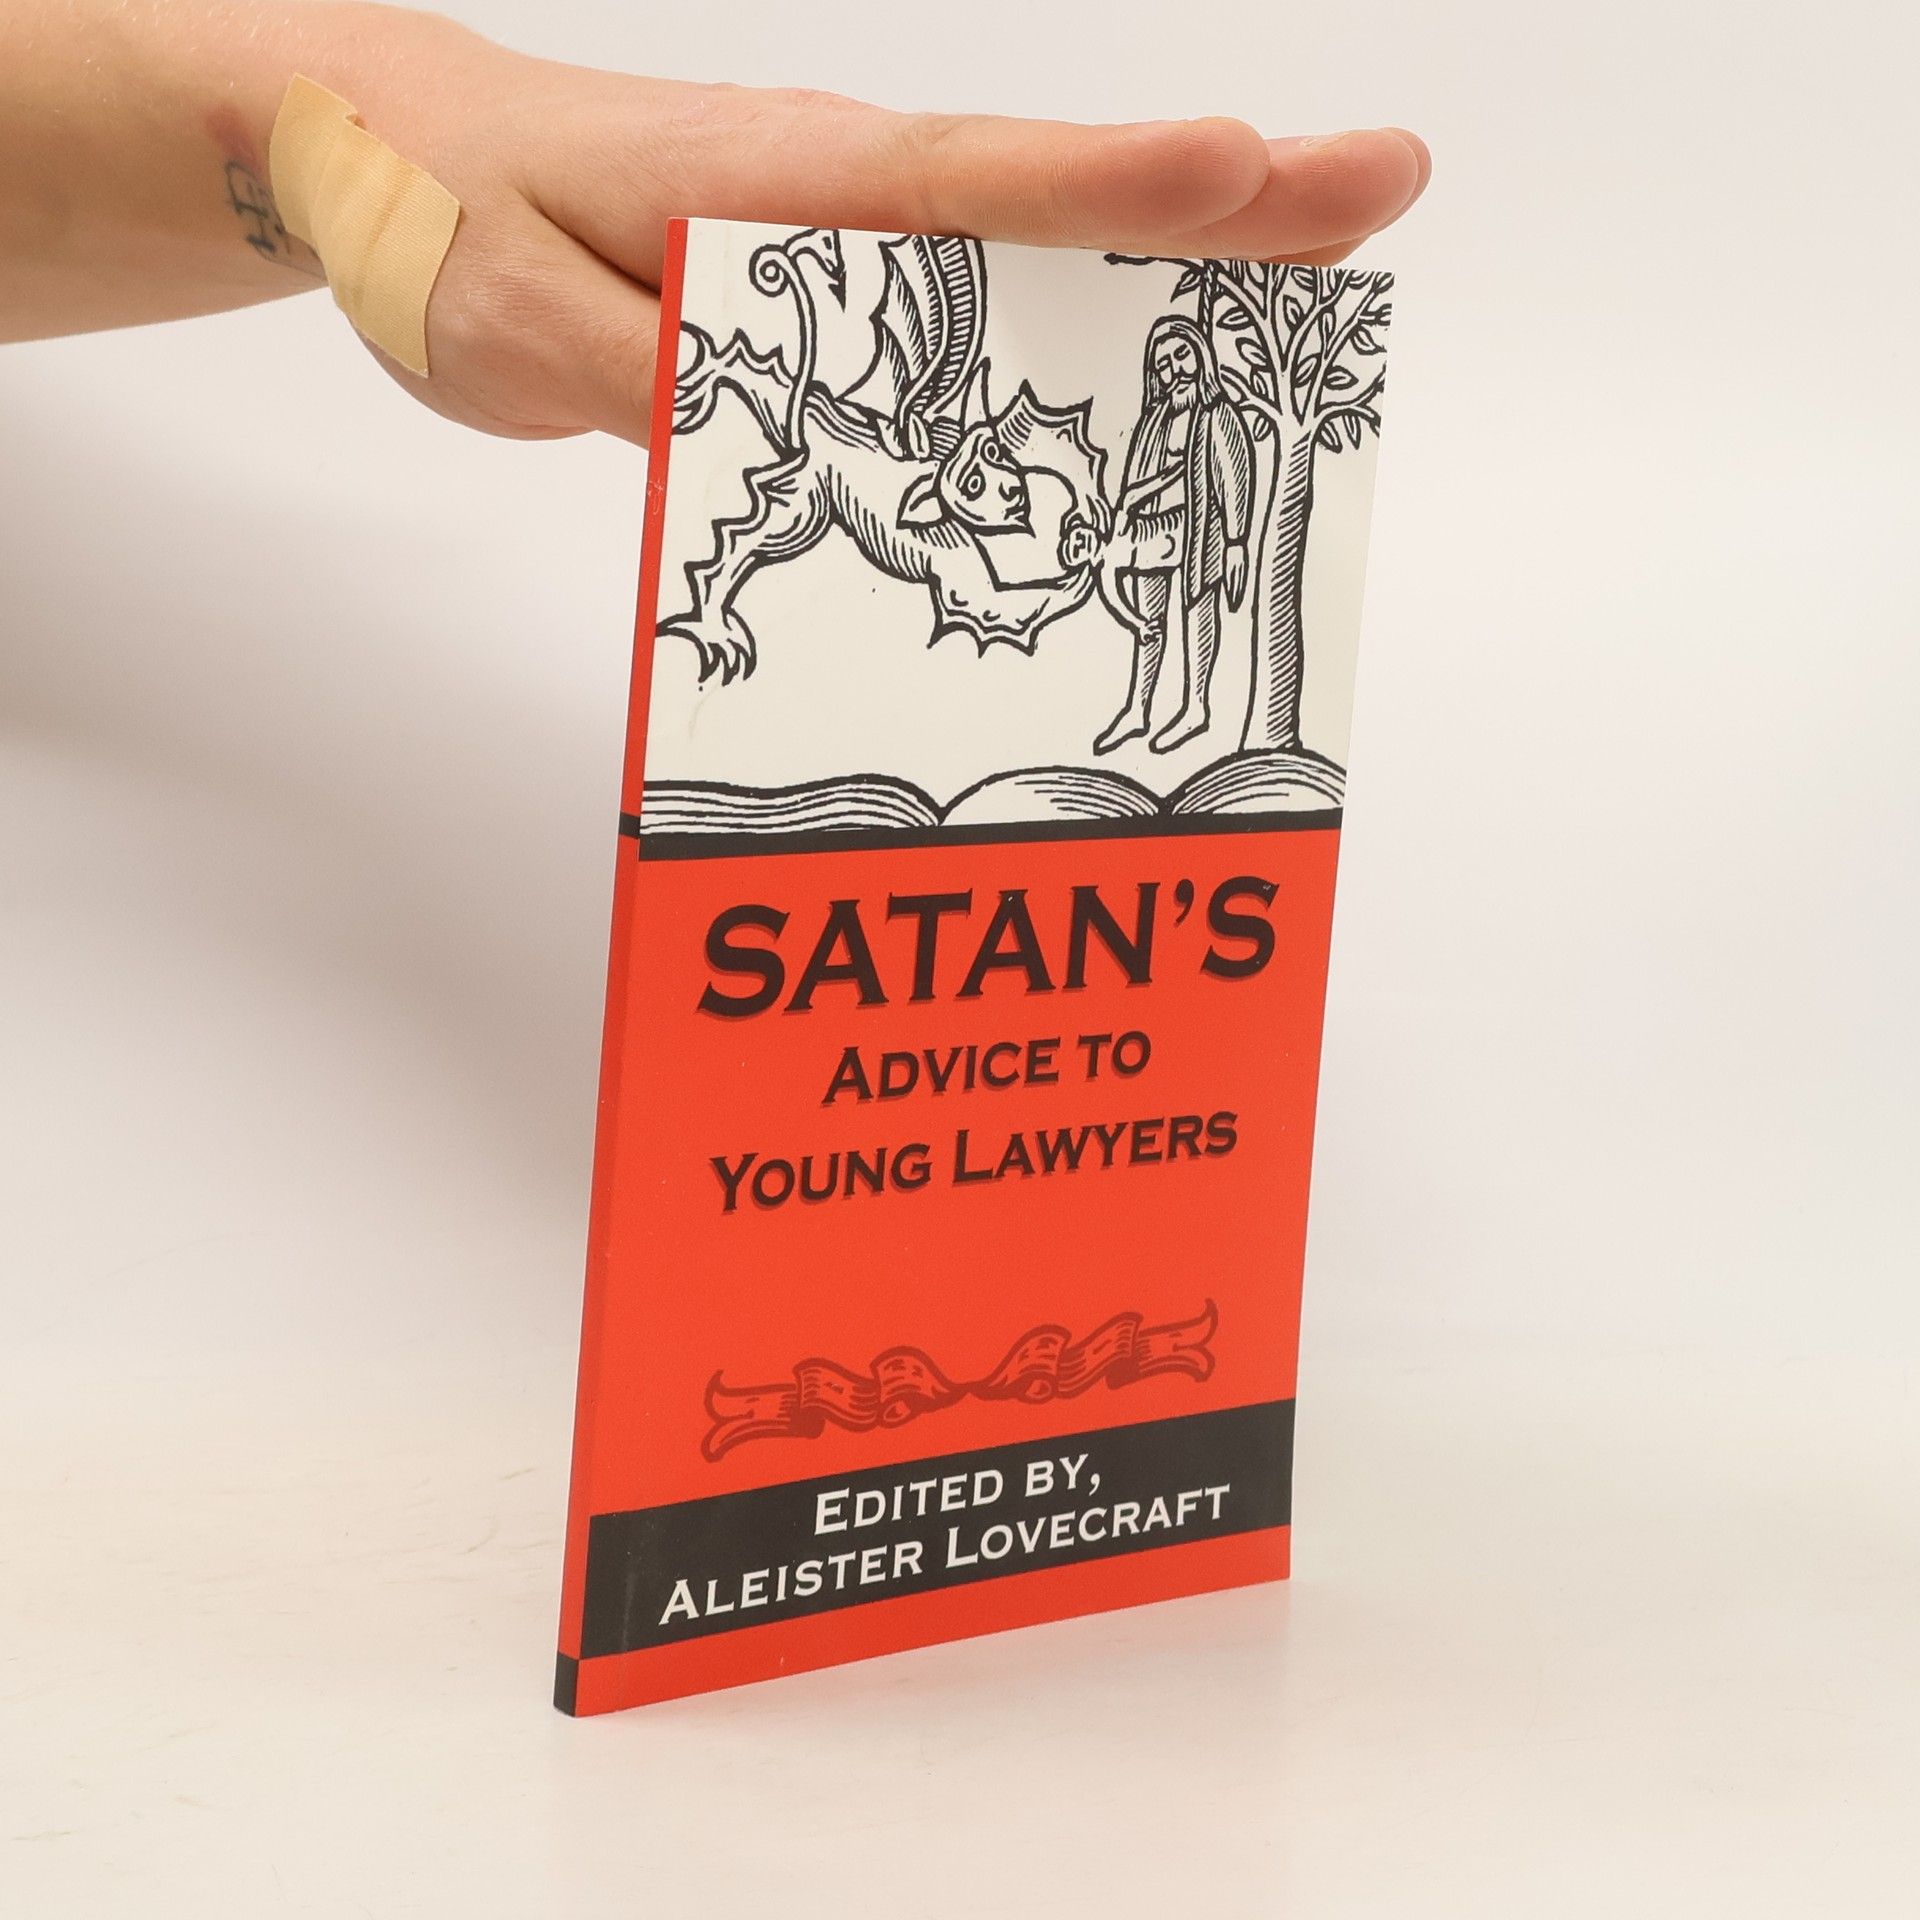 SATAN'S
ADVICE TO
YOUNG LAWYERS
EDITED BY,
ALEISTER LOVECRAFT